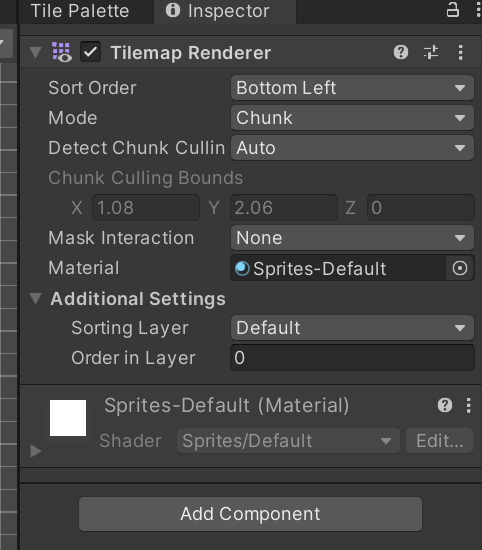 Tile Palette Inspector
Tilemap Renderer
Sort Order Bottom Left
Mode Chunk
Detect Chunk Cullin Auto
Chunk Culling Bounds
X 1.08 Y 2.06 Z 0
Mask Interaction None
Material Sprites-Default
Additional Settings
Sorting Layer Default
Order in Layer 0
Sprites-Default (Material)
Shader Sprites/Default Edit...
Add Component